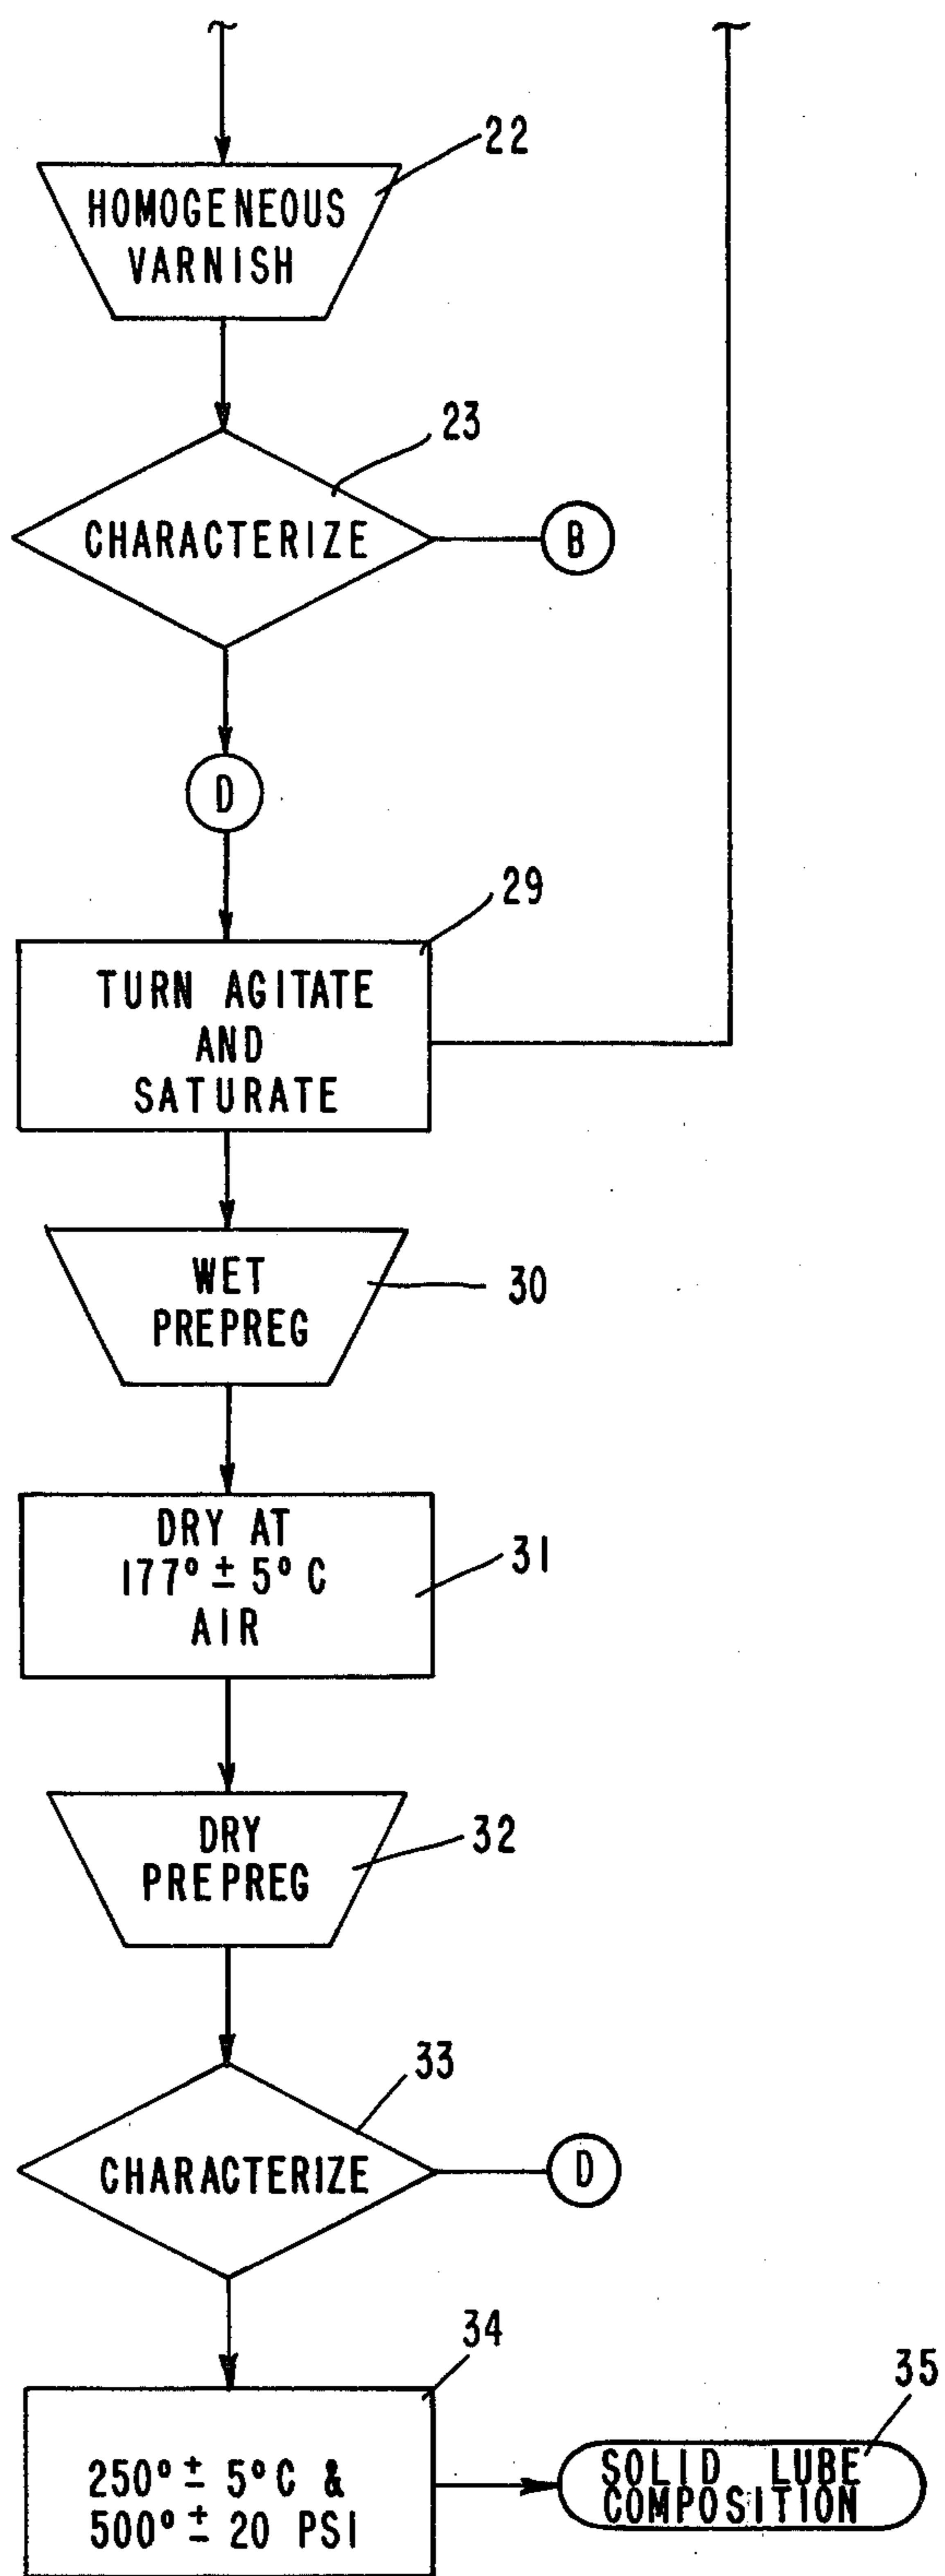 22
HOMOGENEOUS
VARNISH
23
CHARACTERIZE
B
D
29
TURN AGITATE
AND
SATURATE
WET
PREPREG
30
DRY AT
177° ± 5° C
AIR
31
DRY
PREPREG
32
33
CHARACTERIZE
D
34
250° ± 5°C &
500° ± 20 PSI
35
SOLID LUBE
COMPOSITION